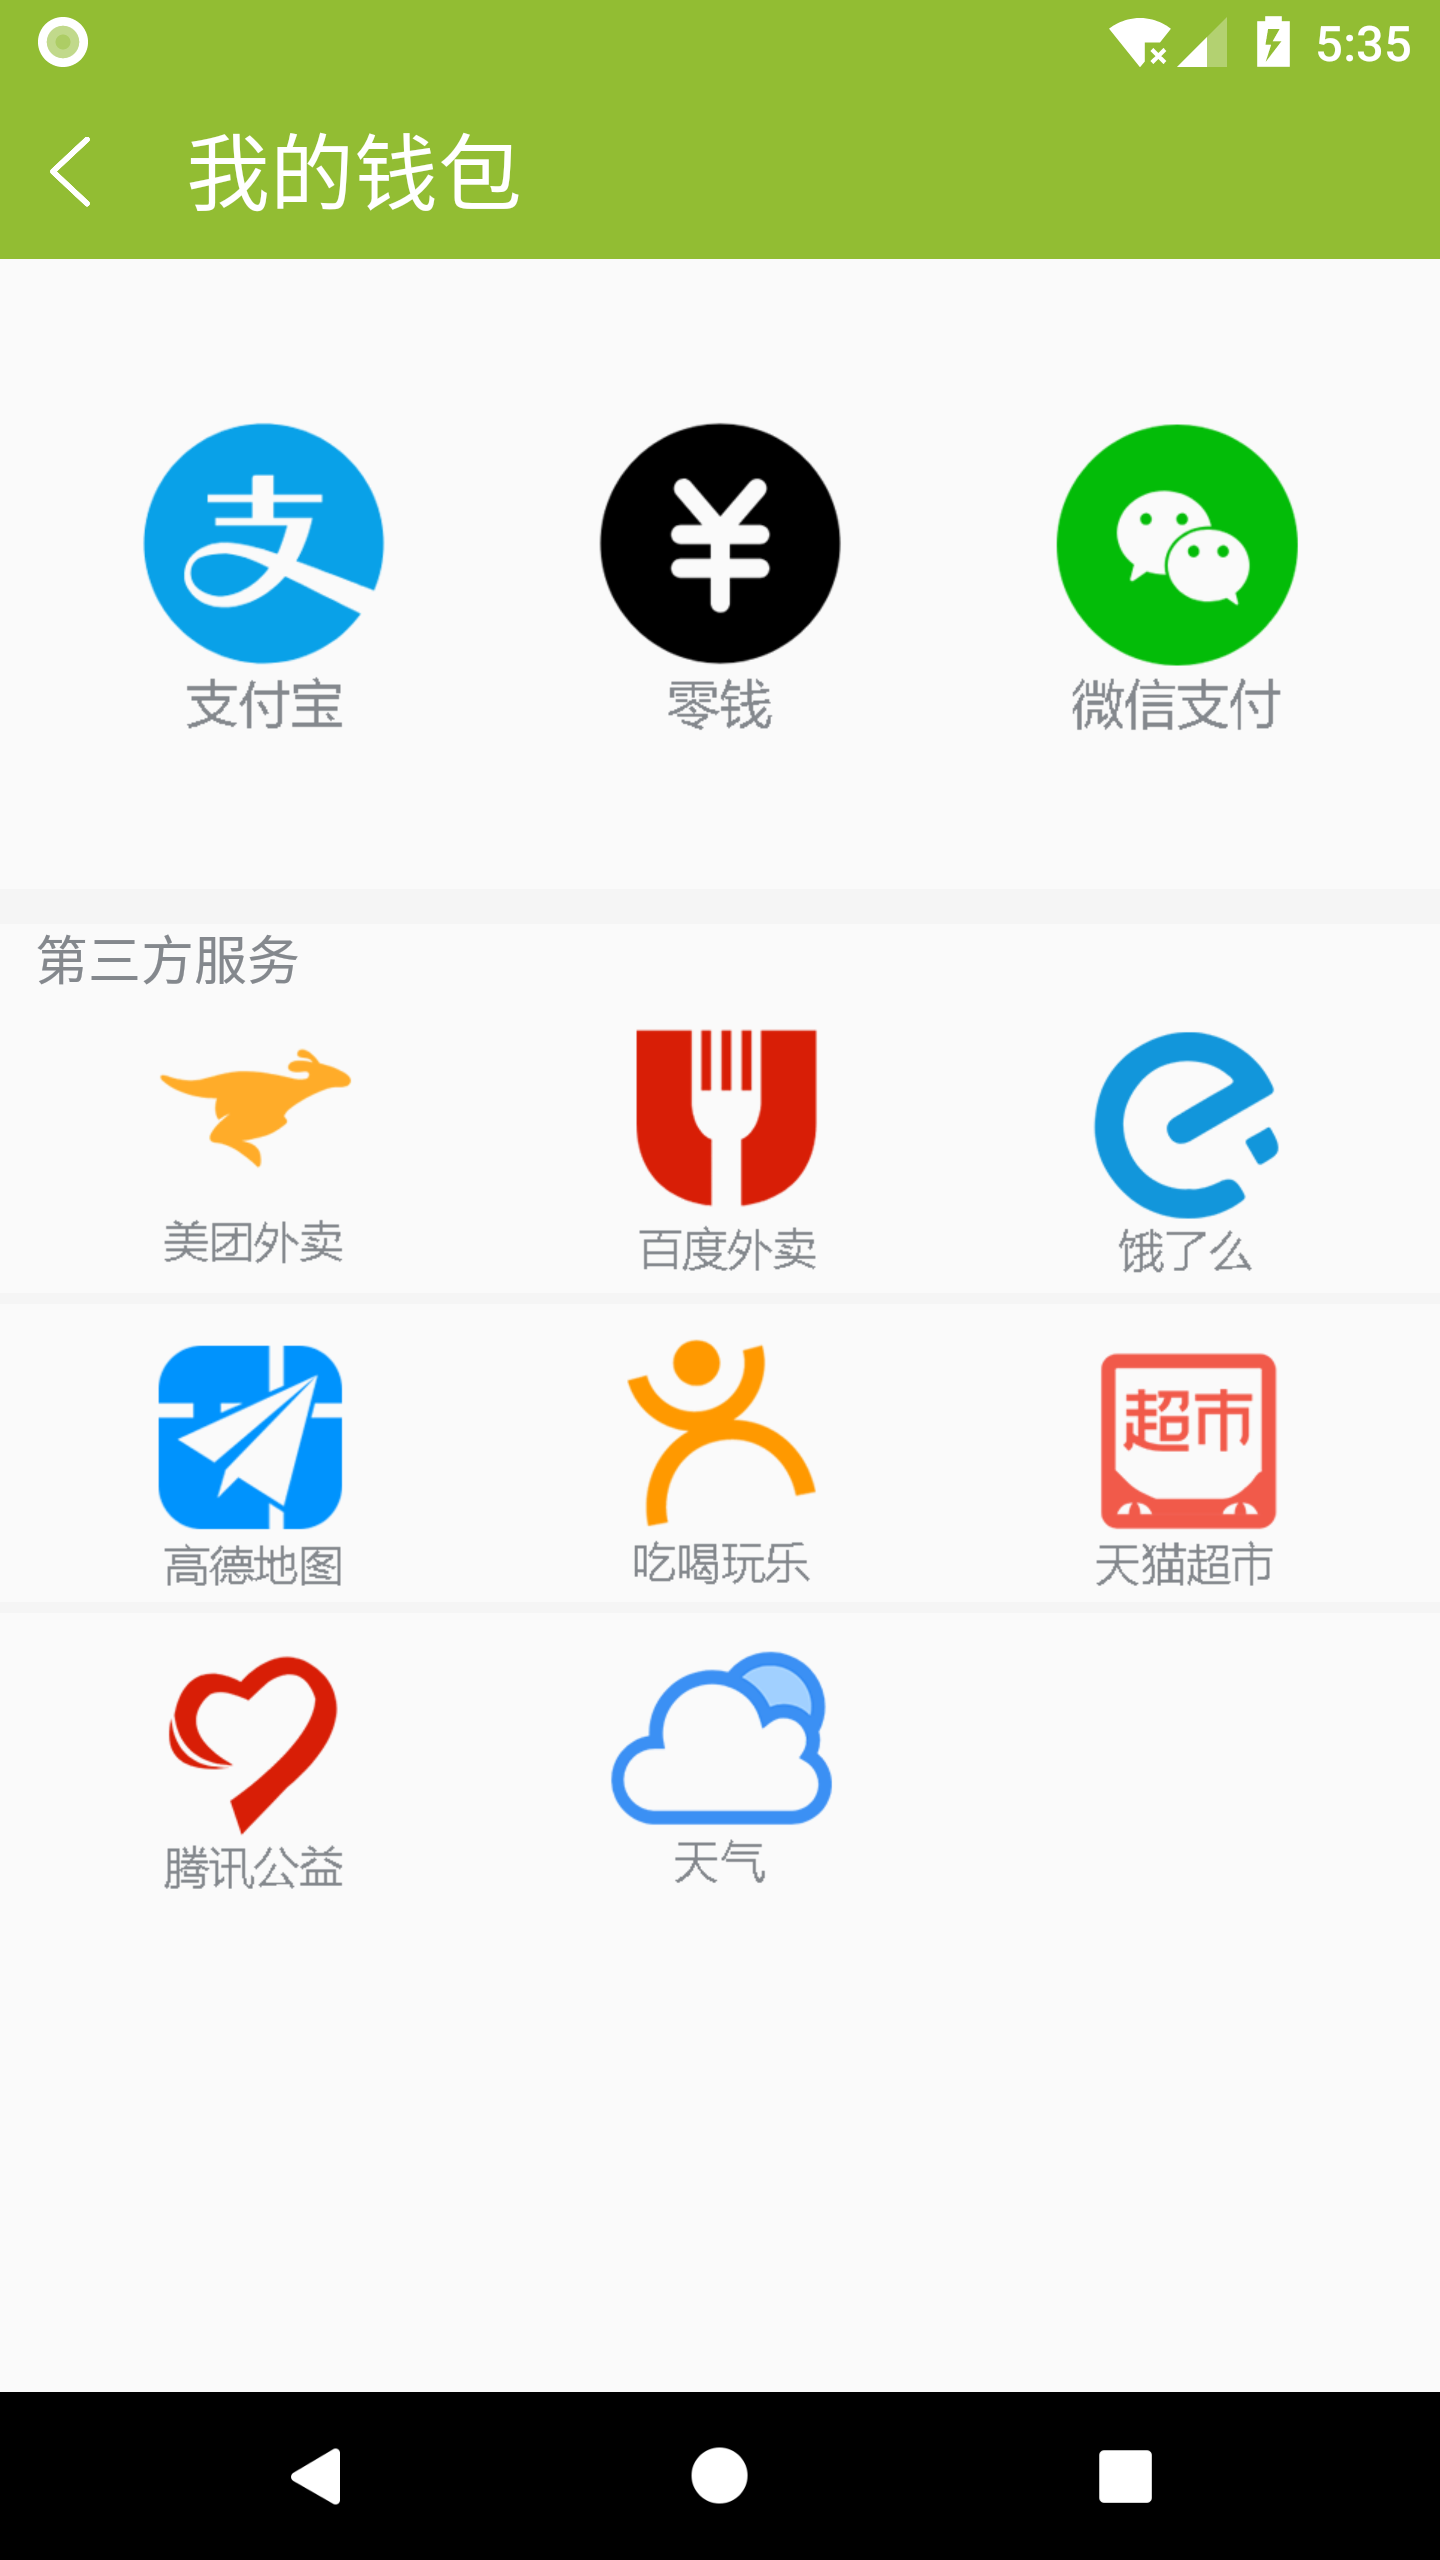 5:35
我的钱包
支付宝 零钱 微信支付
第三方服务
超市
美团外卖 百度外卖 饿了么
高德地图 吃喝玩乐 天猫超市
腾讯公益 天气